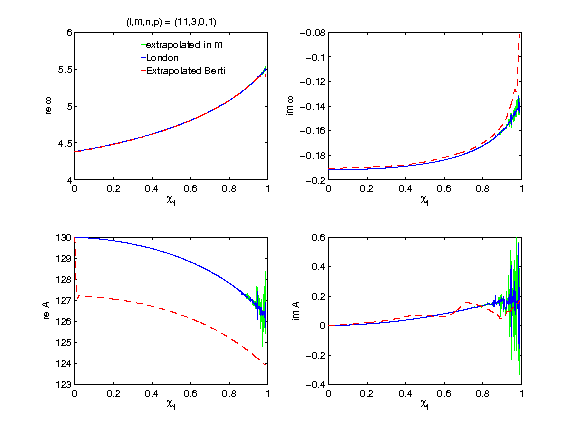 (l,m,n,p) = (11,3,0,1)
6
5.5
5
4.5
4
re ω
extrapolated in m
London
Extrapolated Berti
0 0.2 0.4 0.6 0.8 1
χf
-0.08
-0.1
-0.12
-0.14
-0.16
-0.18
-0.2
im ω
0 0.2 0.4 0.6 0.8 1
χf
130
129
128
127
126
125
124
123
re A
0 0.2 0.4 0.6 0.8 1
χf
0.6
0.4
0.2
0
-0.2
-0.4
im A
0 0.2 0.4 0.6 0.8 1
χf